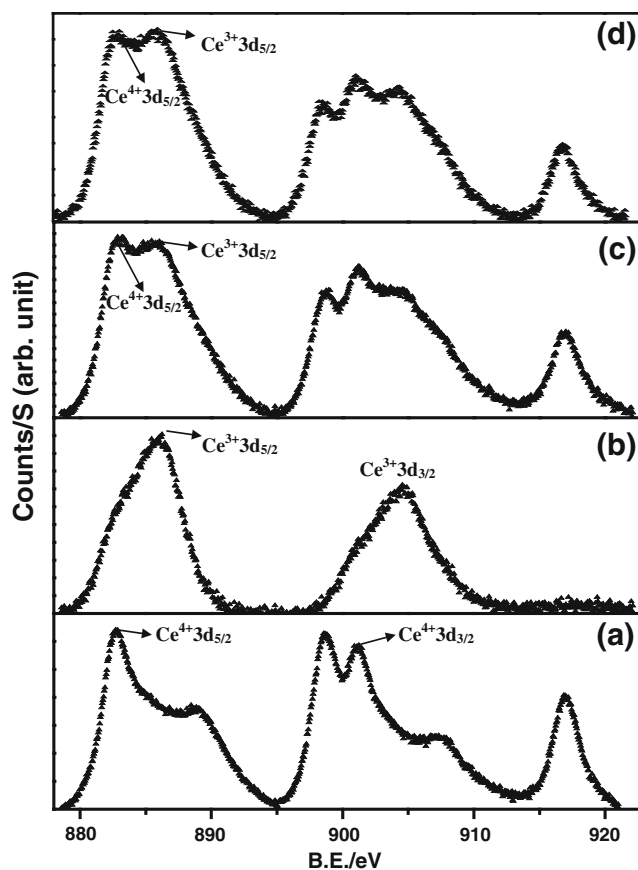 (d)
Ce³⁺3d₅/₂
Ce⁴⁺3d₅/₂
(c)
Ce³⁺3d₅/₂
Ce⁴⁺3d₅/₂
(b)
Ce³⁺3d₅/₂
Ce³⁺3d₃/₂
(a)
Ce⁴⁺3d₅/₂
Ce⁴⁺3d₃/₂
Counts/S (arb. unit)
880 890 900 910 920
B.E./eV